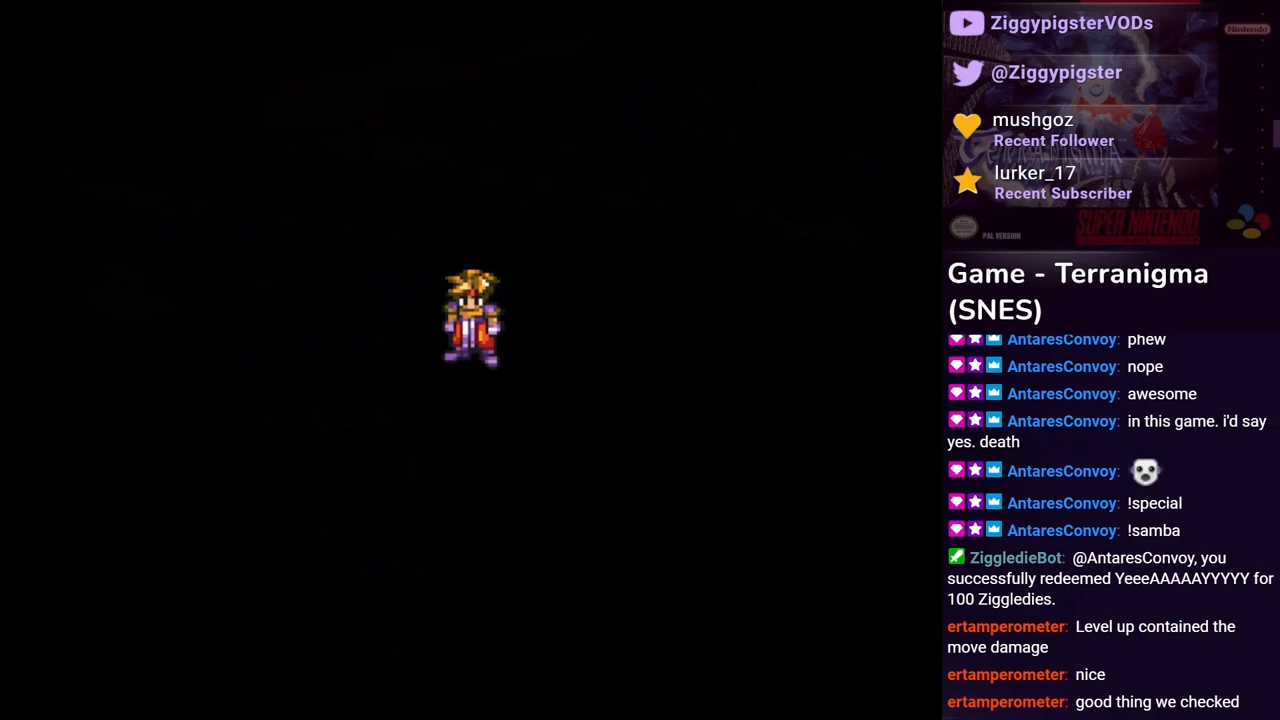 ZiggypigsterVODs
Nintendo
@Ziggypigster
mushgoz
Recent Follower
TERRANIGMA
lurker_17
Recent Subscriber
SUPER NINTENDO
PAL VERSION
Game - Terranigma
(SNES)
AntaresConvoy: phew
AntaresConvoy: nope
AntaresConvoy: awesome
AntaresConvoy: in this game. i'd say
yes. death
AntaresConvoy:
AntaresConvoy: !special
AntaresConvoy: !samba
ZiggledieBot: @AntaresConvoy, you
successfully redeemed YeeeAAAAAYYYYY for
100 Ziggledies.
ertamperometer: Level up contained the
move damage
ertamperometer: nice
ertamperometer: good thing we checked